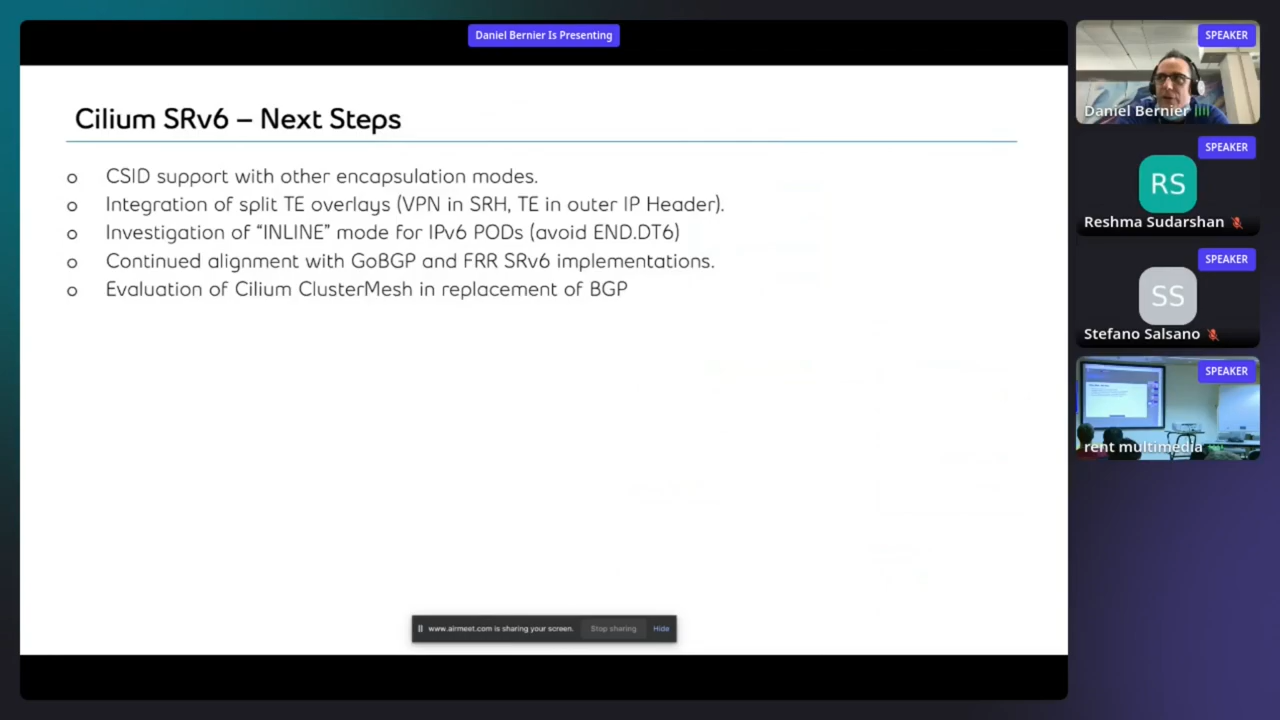 Daniel Bernier Is Presenting
Cilium SRv6 – Next Steps
o CSID support with other encapsulation modes.
o Integration of split TE overlays (VPN in SRH, TE in outer IP Header).
o Investigation of “INLINE” mode for IPv6 PODs (avoid END.DT6)
o Continued alignment with GoBGP and FRR SRv6 implementations.
o Evaluation of Cilium ClusterMesh in replacement of BGP
www.airmeet.com is sharing your screen. Stop sharing Hide
SPEAKER
Daniel Bernier
SPEAKER
RS
Reshma Sudarshan
SPEAKER
SS
Stefano Salsano
SPEAKER
rent multimedia